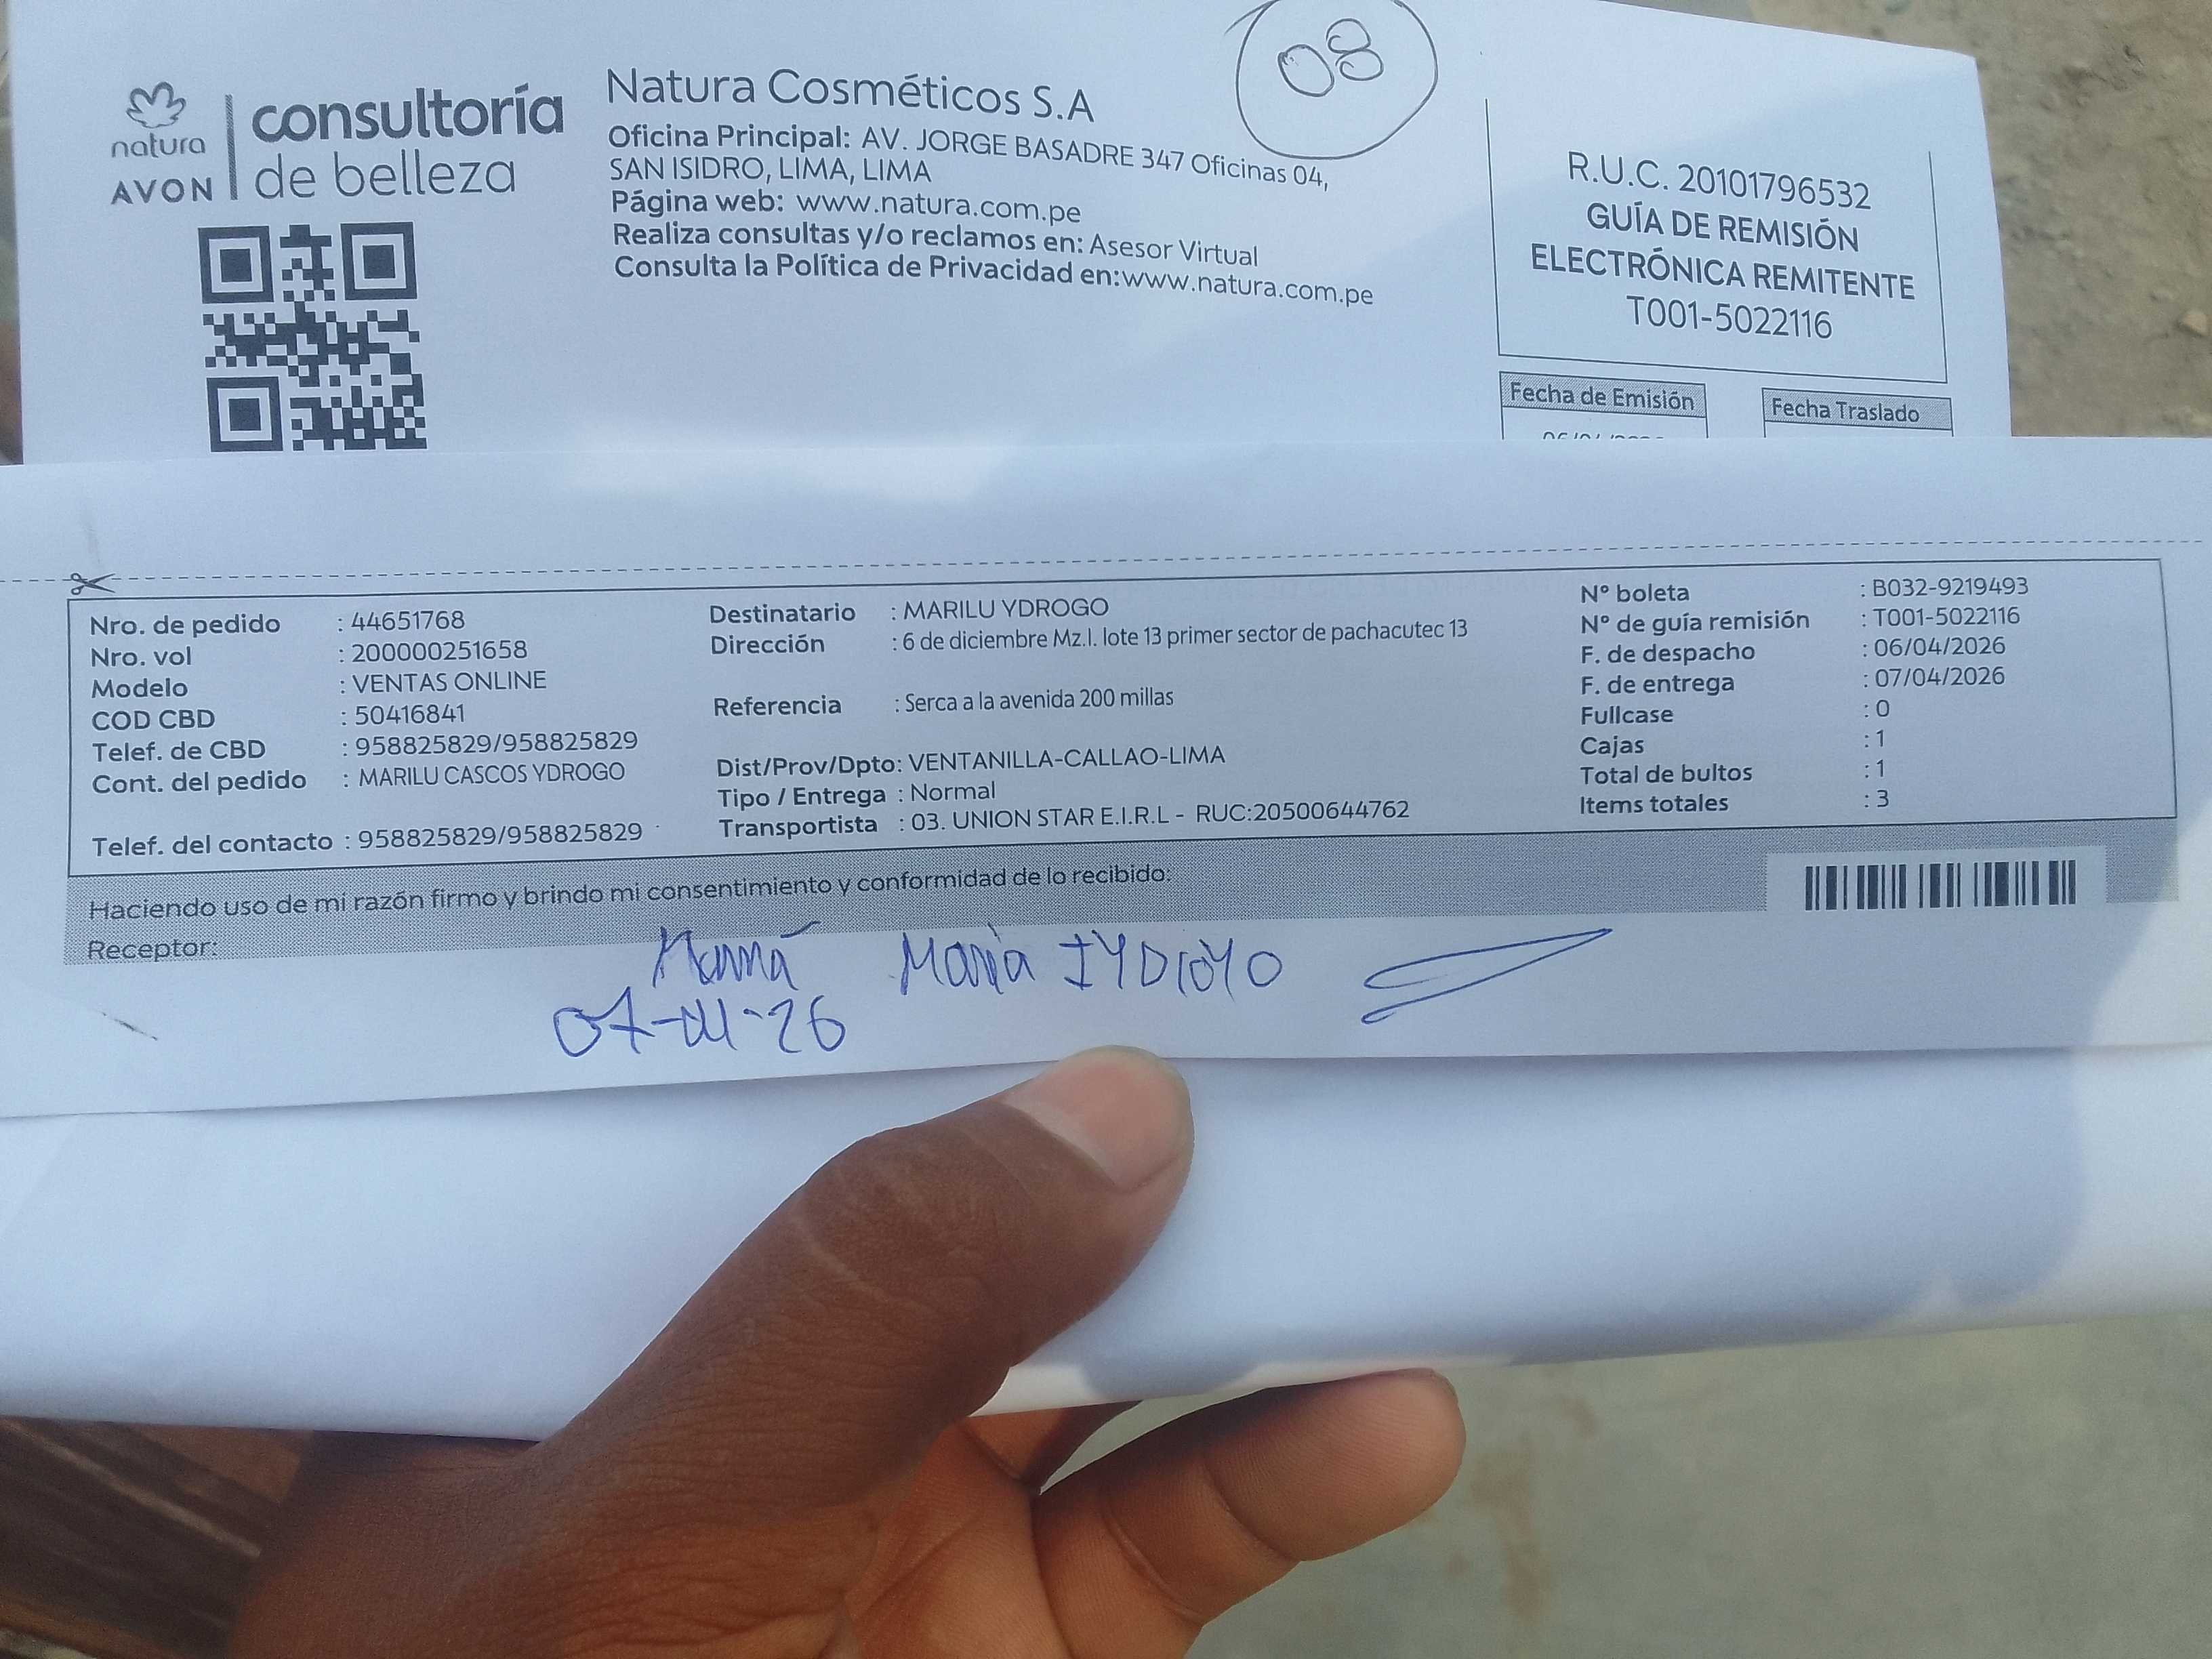 08
natura
AVON
consultoría
de belleza
Natura Cosméticos S.A
Oficina Principal: AV. JORGE BASADRE 347 Oficinas 04,
SAN ISIDRO, LIMA, LIMA
Página web: www.natura.com.pe
Realiza consultas y/o reclamos en: Asesor Virtual
Consulta la Política de Privacidad en:www.natura.com.pe
R.U.C. 20101796532
GUÍA DE REMISIÓN
ELECTRÓNICA REMITENTE
T001-5022116
Fecha de Emisión
Fecha Traslado
Nro. de pedido : 44651768
Nro. vol : 200000251658
Modelo : VENTAS ONLINE
COD CBD : 50416841
Telef. de CBD : 958825829/958825829
Cont. del pedido : MARILU CASCOS YDROGO
Telef. del contacto : 958825829/958825829
Destinatario : MARILU YDROGO
Dirección : 6 de diciembre Mz.I. lote 13 primer sector de pachacutec 13
Referencia : Serca a la avenida 200 millas
Dist/Prov/Dpto: VENTANILLA-CALLAO-LIMA
Tipo / Entrega : Normal
Transportista : 03. UNION STAR E.I.R.L - RUC:20500644762
Nº boleta : B032-9219493
Nº de guía remisión : T001-5022116
F. de despacho : 06/04/2026
F. de entrega : 07/04/2026
Fullcase : 0
Cajas : 1
Total de bultos : 1
Items totales : 3
Haciendo uso de mi razón firmo y brindo mi consentimiento y conformidad de lo recibido:
Receptor:
Mamá María
07-04-26